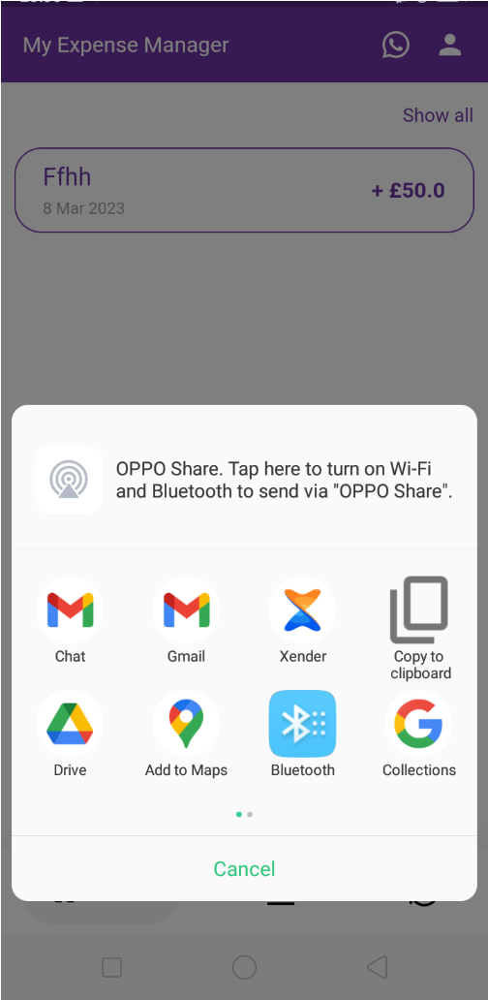 My Expense Manager
Show all
Ffhh
8 Mar 2023
+ £50.0
OPPO Share. Tap here to turn on Wi-Fi
and Bluetooth to send via "OPPO Share".
Chat
Gmail
Xender
Copy to
clipboard
Drive
Add to Maps
Bluetooth
Collections
Cancel